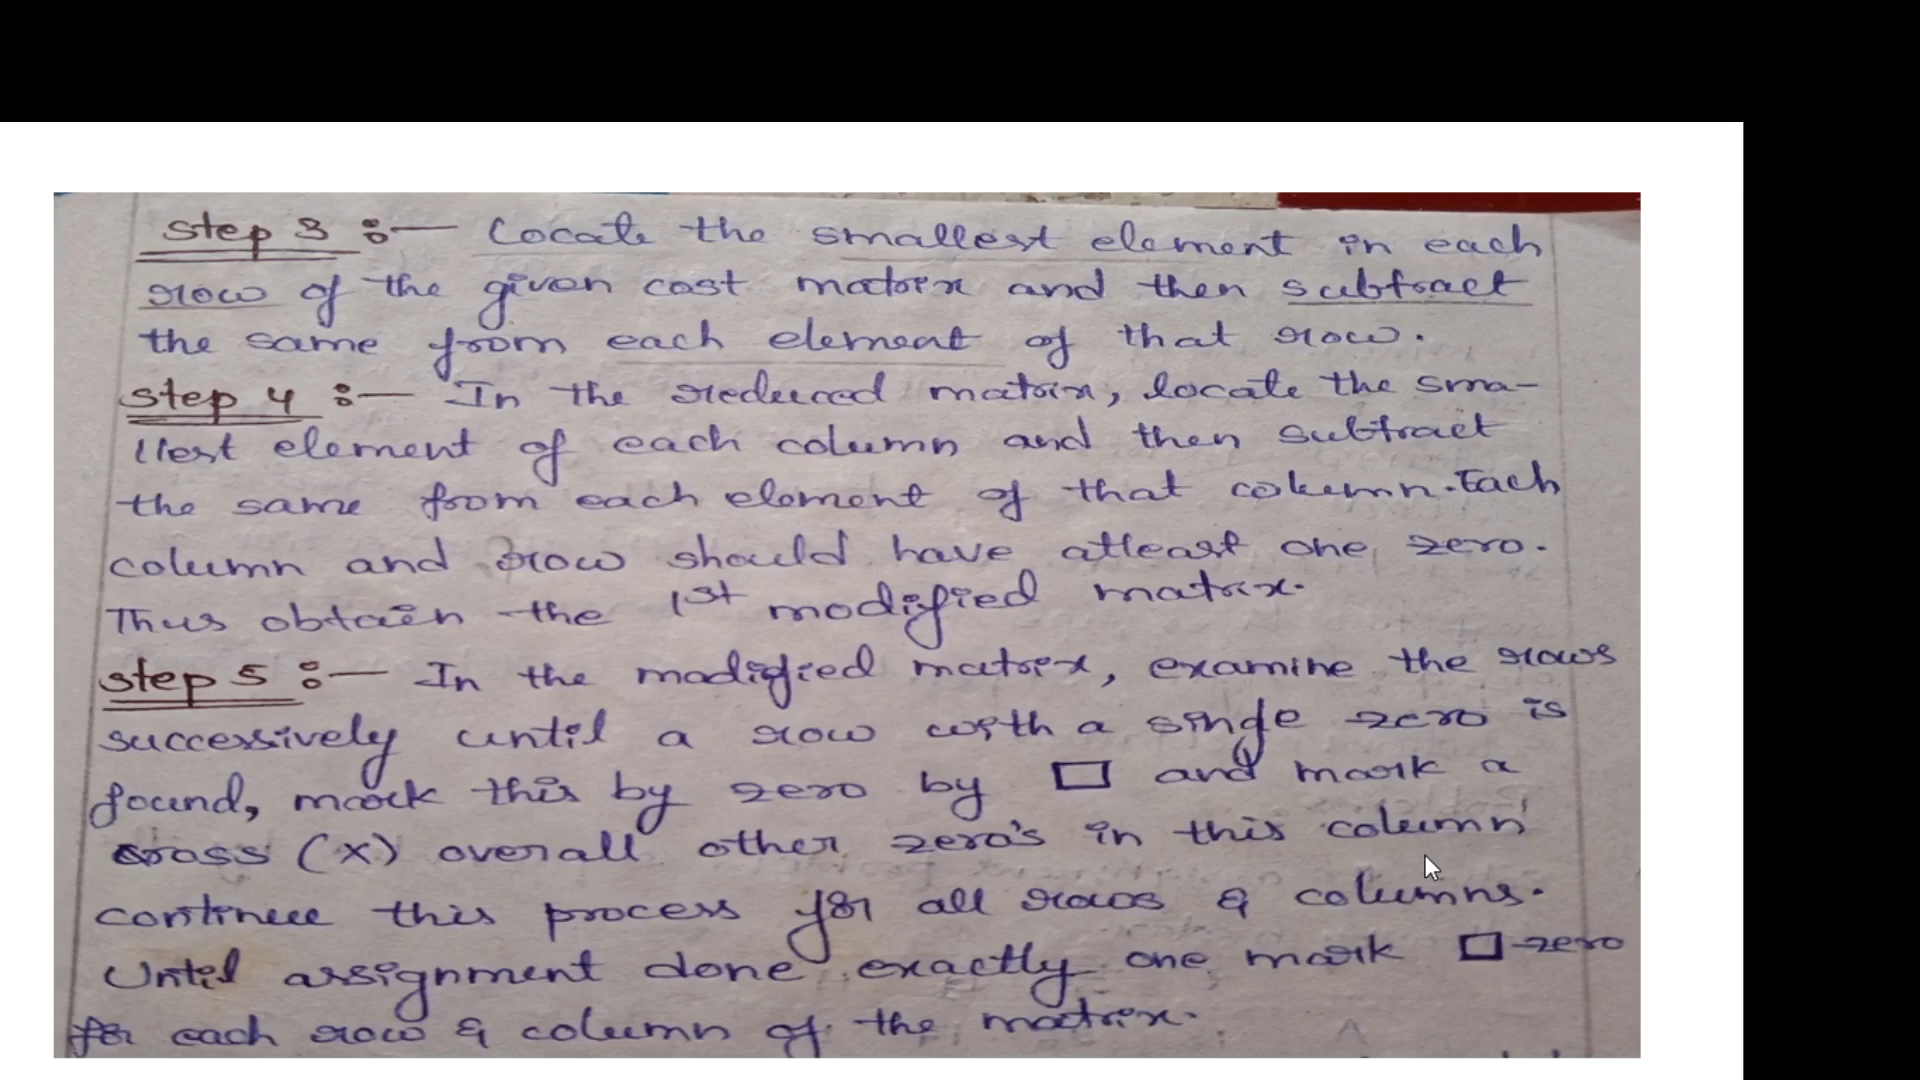 Step 3 :- Locate the smallest element in each
row of the given cost matrix and then subtract
the same from each element of that row.
Step 4 :- In the reduced matrix, locate the sma-
llest element of each column and then subtract
the same from each element of that column. Each
column and row should have atleast one zero.
Thus obtain the 1st modified matrix.
Step 5 :- In the modified matrix, examine the rows
successively until a row with a single zero is
found, mark this by zero by □ and mark a
cross (X) overall other zero's in this column
continue this process for all rows & columns.
Until assignment done exactly one mark □ zero
for each row & column of the matrix.